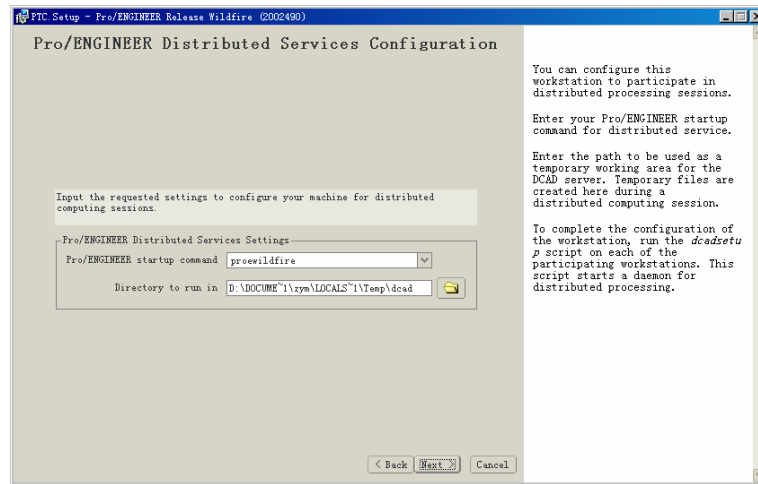 PTC.Setup - Pro/ENGINEER Release Wildfire (2002490)
Pro/ENGINEER Distributed Services Configuration
Input the requested settings to configure your machine for distributed
computing sessions.
Pro/ENGINEER Distributed Services Settings
Pro/ENGINEER startup command proewildfire
Directory to run in D:\DOCUME~1\zym\LOCALS~1\Temp\dcad
< Back Next > Cancel
You can configure this
workstation to participate in
distributed processing sessions.
Enter your Pro/ENGINEER startup
command for distributed service.
Enter the path to be used as a
temporary working area for the
DCAD server. Temporary files are
created here during a
distributed computing session.
To complete the configuration of
the workstation, run the dcadsetu
p script on each of the
participating workstations. This
script starts a daemon for
distributed processing.